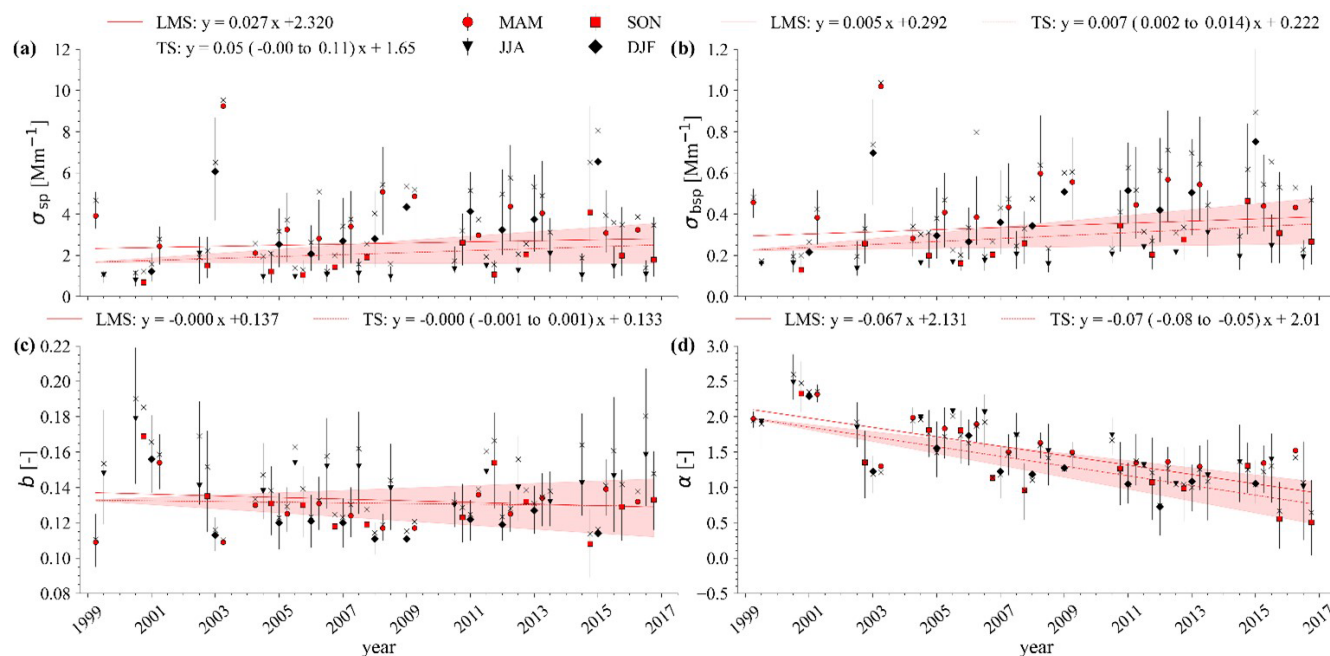 LMS: y = 0.027 x +2.320
MAM
SON
TS: y = 0.05 ( -0.00 to 0.11) x + 1.65
JJA
DJF
LMS: y = 0.005 x +0.292
TS: y = 0.007 (0.002 to 0.014) x + 0.222
(a)
12
10
8
6
4
2
0
σsp [Mm−1]
(b)
1.2
1.0
0.8
0.6
0.4
0.2
0.0
σbsp [Mm−1]
LMS: y = -0.000 x +0.137
TS: y = -0.000 (-0.001 to 0.001) x + 0.133
LMS: y = -0.067 x +2.131
TS: y = -0.07 (-0.08 to -0.05) x + 2.01
(c)
0.22
0.20
0.18
0.16
0.14
0.12
0.10
0.08
b [-]
(d)
3.0
2.5
2.0
1.5
1.0
0.5
0.0
−0.5
α [-]
1999
2001
2003
2005
2007
2009
2011
2013
2015
2017
year
1999
2001
2003
2005
2007
2009
2011
2013
2015
2017
year